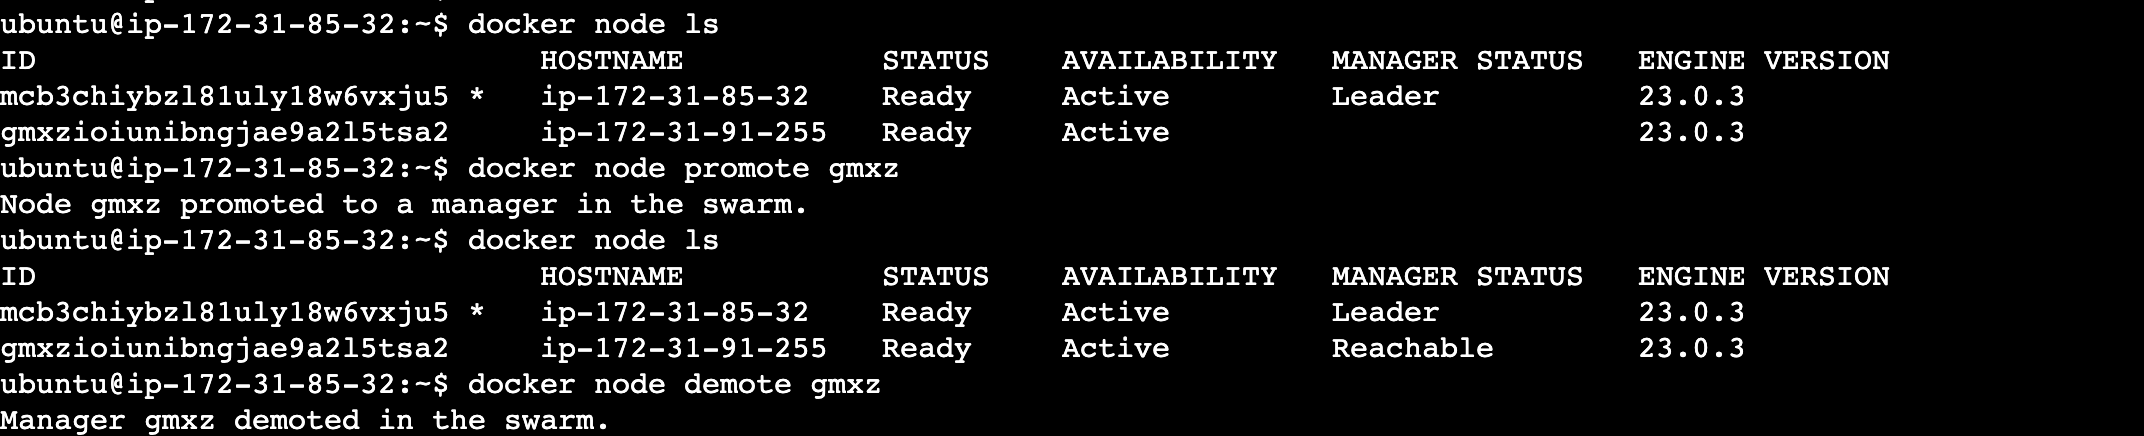 ubuntu@ip-172-31-85-32:~$ docker node ls
ID HOSTNAME STATUS AVAILABILITY MANAGER STATUS ENGINE VERSION
mcb3chiybzl81uly18w6vxju5 * ip-172-31-85-32 Ready Active Leader 23.0.3
gmxzioiunibngjae9a2l5tsa2 ip-172-31-91-255 Ready Active 23.0.3
ubuntu@ip-172-31-85-32:~$ docker node promote gmxz
Node gmxz promoted to a manager in the swarm.
ubuntu@ip-172-31-85-32:~$ docker node ls
ID HOSTNAME STATUS AVAILABILITY MANAGER STATUS ENGINE VERSION
mcb3chiybzl81uly18w6vxju5 * ip-172-31-85-32 Ready Active Leader 23.0.3
gmxzioiunibngjae9a2l5tsa2 ip-172-31-91-255 Ready Active Reachable 23.0.3
ubuntu@ip-172-31-85-32:~$ docker node demote gmxz
Manager gmxz demoted in the swarm.